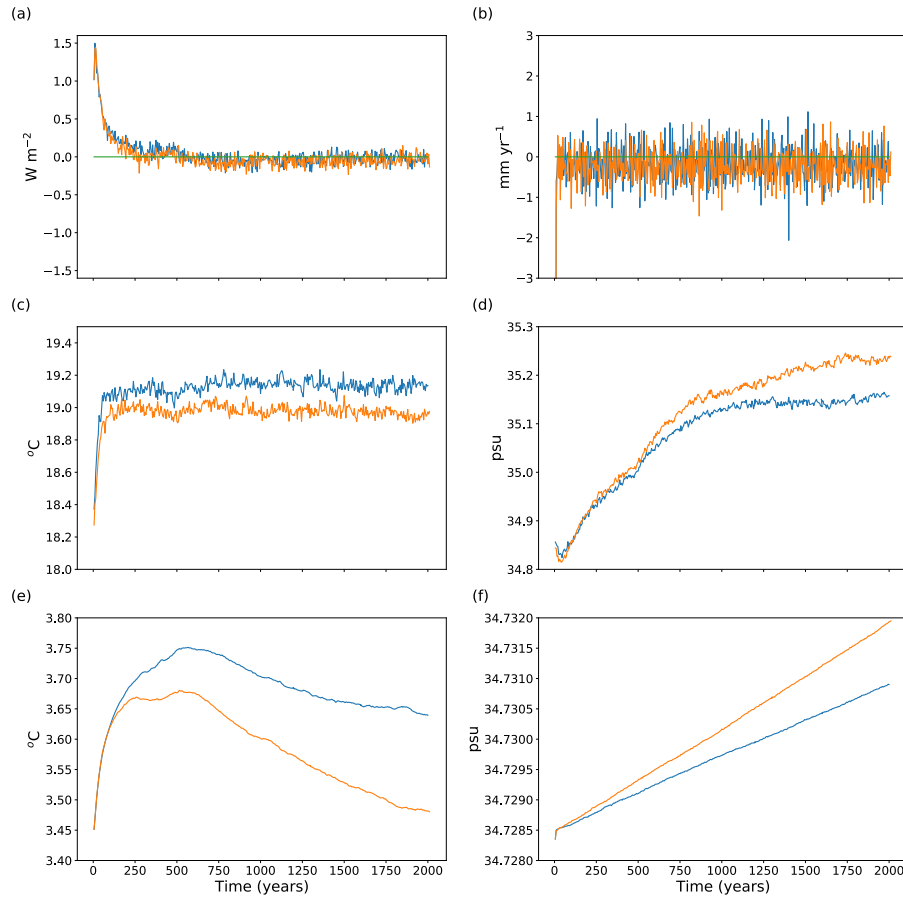 (a)
W m⁻²
1.5
1.0
0.5
0.0
−0.5
−1.0
−1.5
(b)
mm yr⁻¹
3
2
1
0
−1
−2
−3
(c)
°C
19.4
19.2
19.0
18.8
18.6
18.4
18.2
18.0
(d)
psu
35.3
35.2
35.1
35.0
34.9
34.8
(e)
°C
3.80
3.75
3.70
3.65
3.60
3.55
3.50
3.45
3.40
0 250 500 750 1000 1250 1500 1750 2000
Time (years)
(f)
psu
34.7320
34.7315
34.7310
34.7305
34.7300
34.7295
34.7290
34.7285
34.7280
0 250 500 750 1000 1250 1500 1750 2000
Time (years)